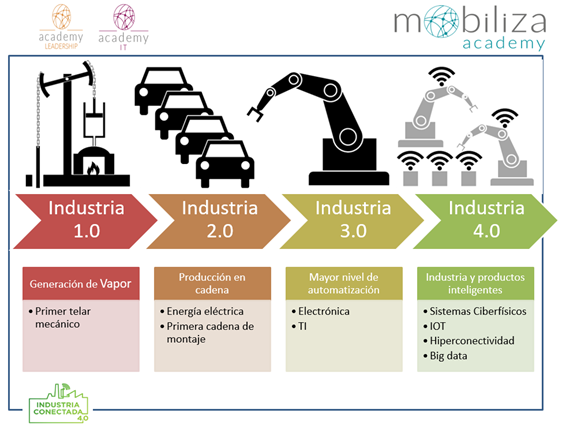 academy
LEADERSHIP
academy
IT
mobiliza
academy
Industria
1.0
Industria
2.0
Industria
3.0
Industria
4.0
Generación de Vapor
• Primer telar
mecánico
Producción en
cadena
• Energía eléctrica
• Primera cadena de
montaje
Mayor nivel de
automatización
• Electrónica
• TI
Industria y productos
inteligentes
• Sistemas Ciberfísicos
• IOT
• Hiperconectividad
• Big data
INDUSTRIA
CONECTADA
4.0